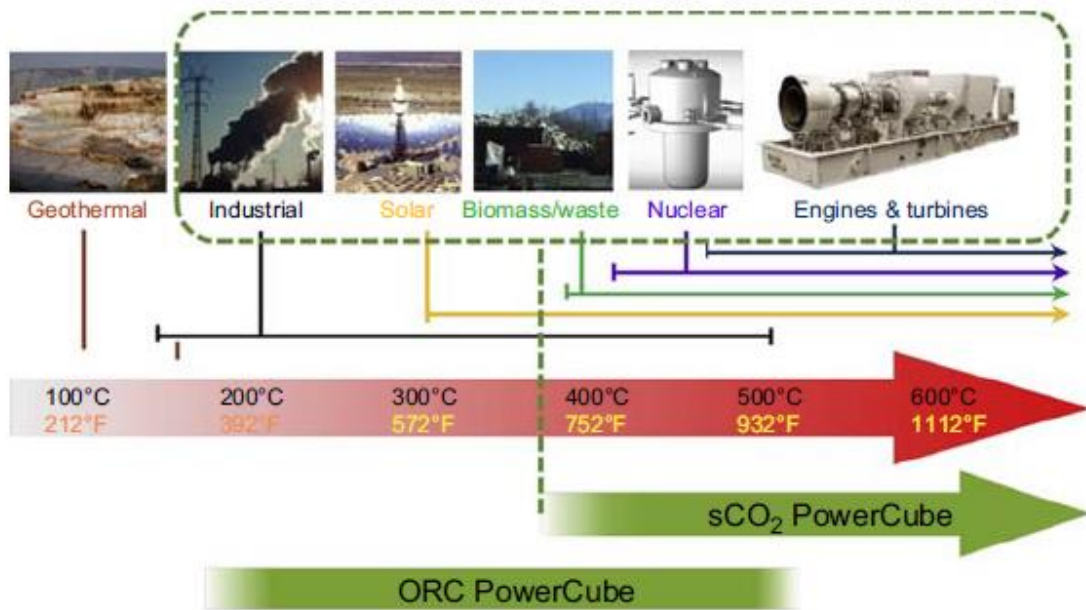 Geothermal
Industrial
Solar
Biomass/waste
Nuclear
Engines & turbines
100°C
200°C
300°C
400°C
500°C
600°C
212°F
392°F
572°F
752°F
932°F
1112°F
sCO₂ PowerCube
ORC PowerCube